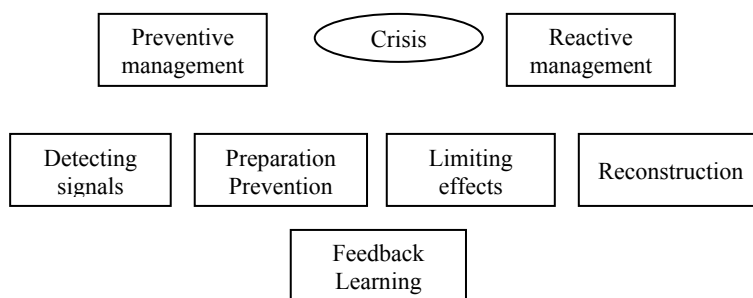 Preventive
management
Crisis
Reactive
management
Detecting
signals
Preparation
Prevention
Limiting
effects
Reconstruction
Feedback
Learning